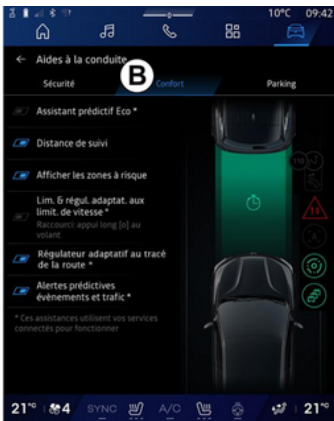 10°C 09:42
← Aides à la conduite
B
Sécurité Confort Parking
Assistant prédictif Eco *
Distance de suivi
Afficher les zones à risque
Lim. & régul. adaptat. aux
limit. de vitesse *
Raccourci: appui long [o] au
volant
Régulateur adaptatif au tracé
de la route *
Alertes prédictives
évènements et trafic *
* Ces assistances utilisent vos services
connectés pour fonctionner
110
21°° 4 SYNC A/C 21°°